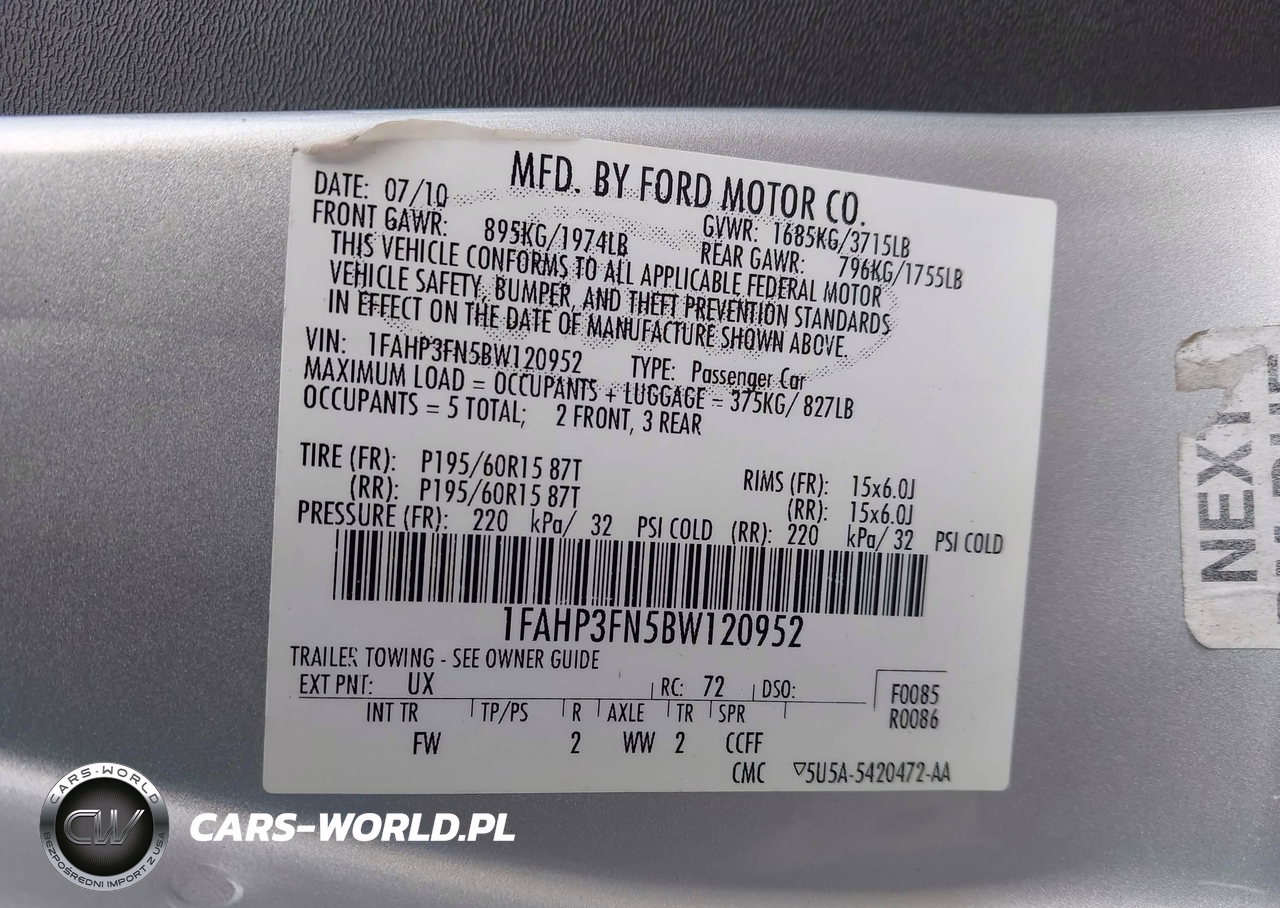 MFD. BY FORD MOTOR CO.
DATE: 07/10
GVWR: 1685KG/3715LB
FRONT GAWR: 895KG/1974LB
REAR GAWR: 796KG/1755LB
THIS VEHICLE CONFORMS TO ALL APPLICABLE FEDERAL MOTOR
VEHICLE SAFETY, BUMPER, AND THEFT PREVENTION STANDARDS
IN EFFECT ON THE DATE OF MANUFACTURE SHOWN ABOVE.
VIN: 1FAHP3FN5BW120952 TYPE: Passenger Car
MAXIMUM LOAD = OCCUPANTS + LUGGAGE = 375KG/ 827LB
OCCUPANTS = 5 TOTAL; 2 FRONT, 3 REAR
TIRE (FR): P195/60R15 87T RIMS (FR): 15x6.0J
(RR): P195/60R15 87T (RR): 15x6.0J
PRESSURE (FR): 220 kPa/ 32 PSI COLD (RR): 220 kPa/ 32 PSI COLD
1FAHP3FN5BW120952
TRAILER TOWING - SEE OWNER GUIDE
EXT PNT: UX RC: 72 DSO: F0085
INT TR TP/PS R AXLE TR SPR R0086
FW 2 WW 2 CCFF
CMC ▽5U5A-5420472-AA
NEXT
CARS-WORLD
CW
BEZPOŚREDNI IMPORT Z USA
CARS-WORLD.PL